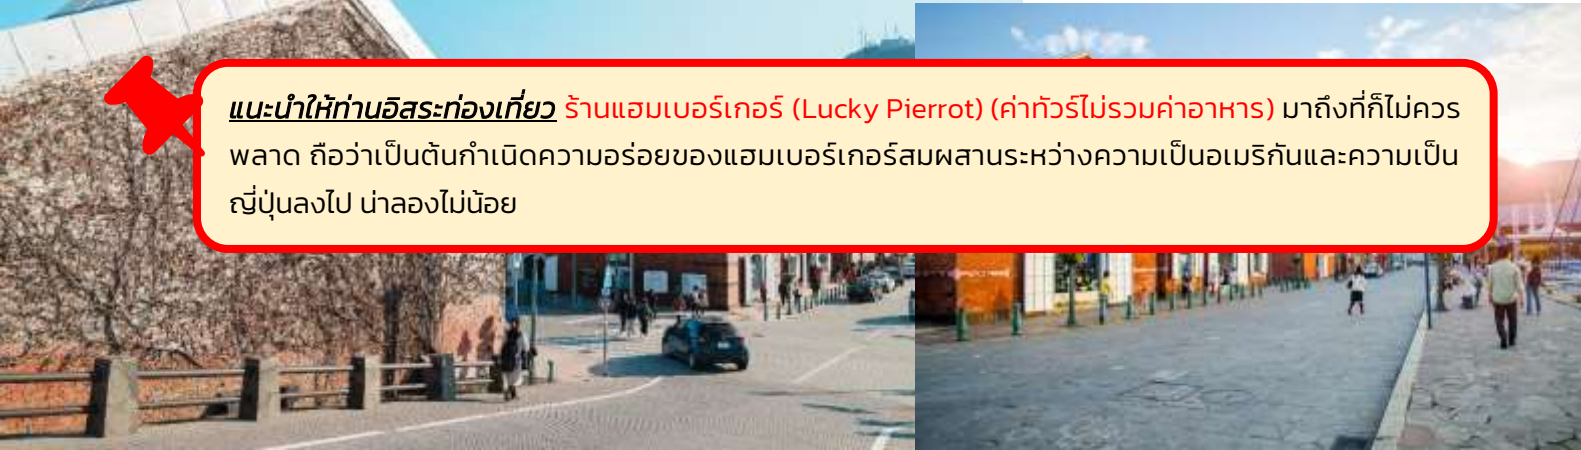 แนะนำให้ท่านอิสระท่องเที่ยว ร้านแฮมเบอร์เกอร์ (Lucky Pierrot) (ค่าทัวร์ไม่รวมค่าอาหาร) มาถึงที่ก็ไม่ควร
พลาด ถือว่าเป็นต้นกำเนิดความอร่อยของแฮมเบอร์เกอร์สมผสานระหว่างความเป็นอเมริกันและความเป็น
ญี่ปุ่นลงไป น่าลองไม่น้อย